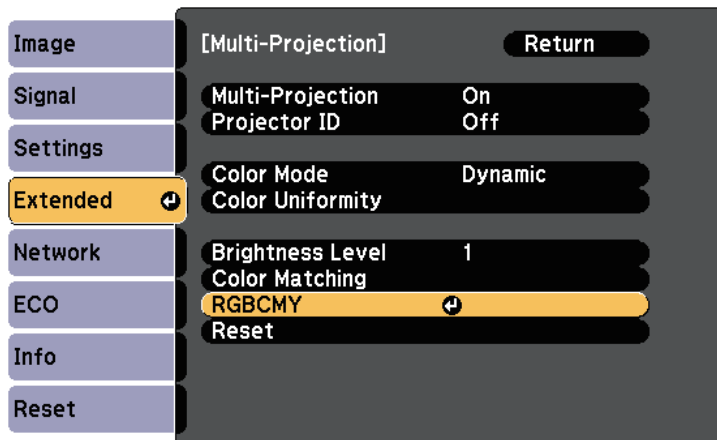 Image
Signal
Settings
Extended
Network
ECO
Info
Reset
[Multi-Projection] Return
Multi-Projection On
Projector ID Off
Color Mode Dynamic
Color Uniformity
Brightness Level 1
Color Matching
RGBCMY
Reset